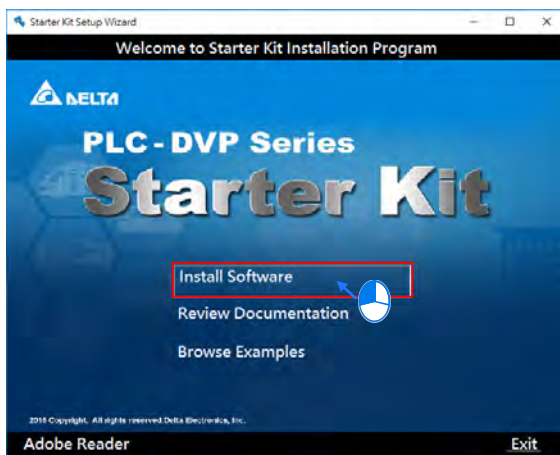 Starter Kit Setup Wizard
Welcome to Starter Kit Installation Program
DELTA
PLC-DVP Series
Starter Kit
Install Software
Review Documentation
Browse Examples
2015 Copyright, All rights reserved.Delta Electronics, Inc.
Adobe Reader
Exit